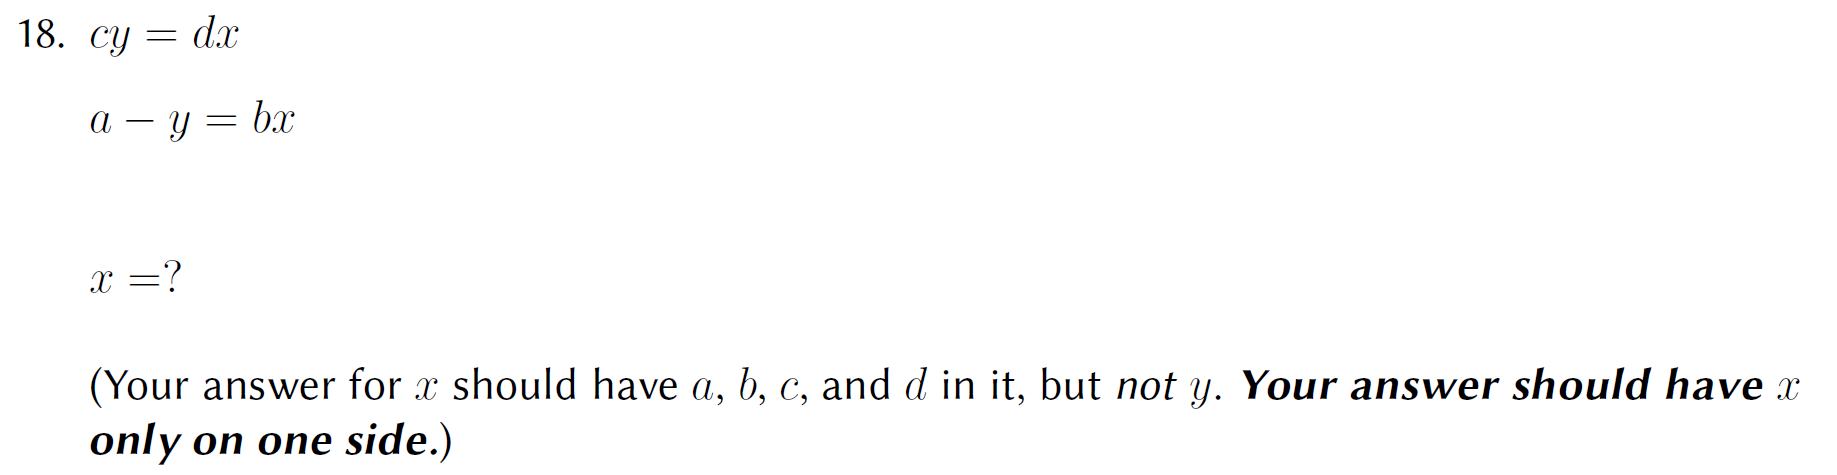 18. cy = dx
a − y = bx
x =?
(Your answer for x should have a, b, c, and d in it, but not y. Your answer should have x
only on one side.)